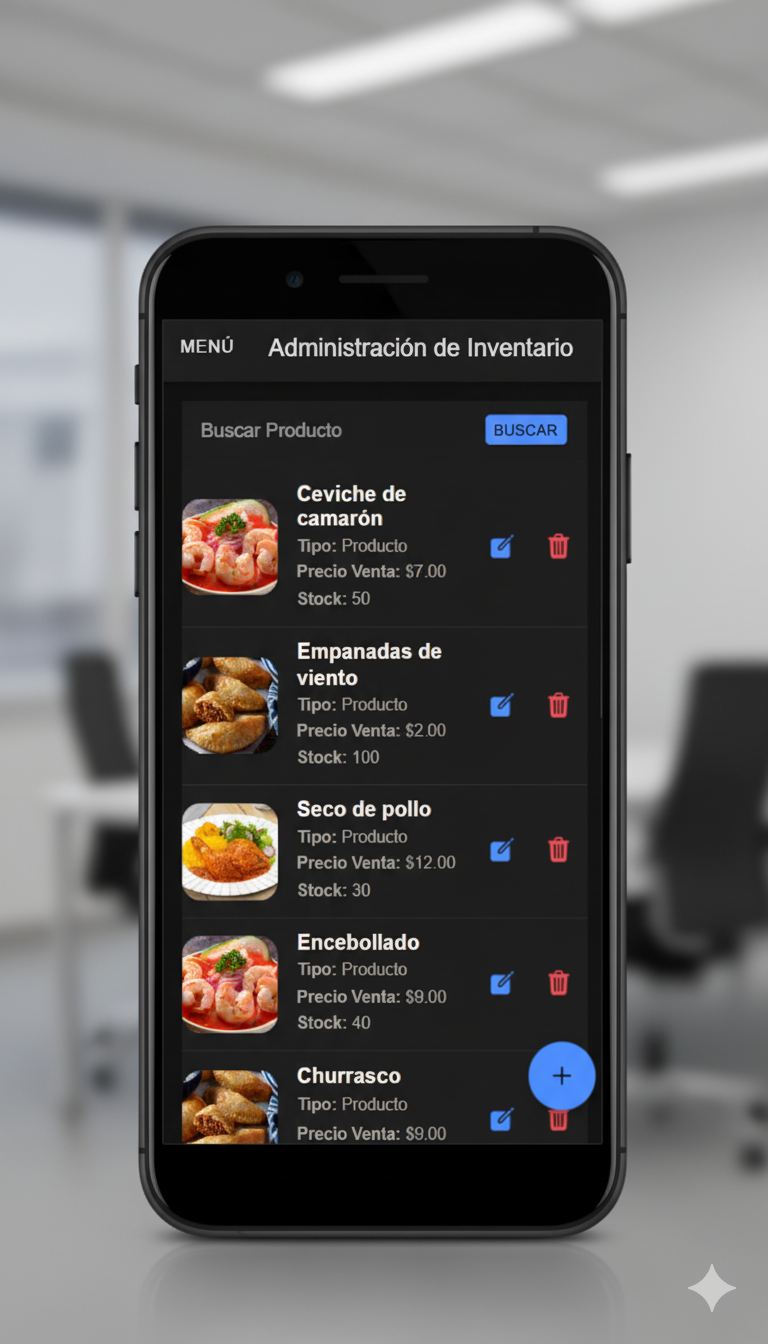 MENÚ Administración de Inventario
Buscar Producto BUSCAR
Ceviche de
camarón
Tipo: Producto
Precio Venta: $7.00
Stock: 50
Empanadas de
viento
Tipo: Producto
Precio Venta: $2.00
Stock: 100
Seco de pollo
Tipo: Producto
Precio Venta: $12.00
Stock: 30
Encebollado
Tipo: Producto
Precio Venta: $9.00
Stock: 40
Churrasco
Tipo: Producto
Precio Venta: $9.00